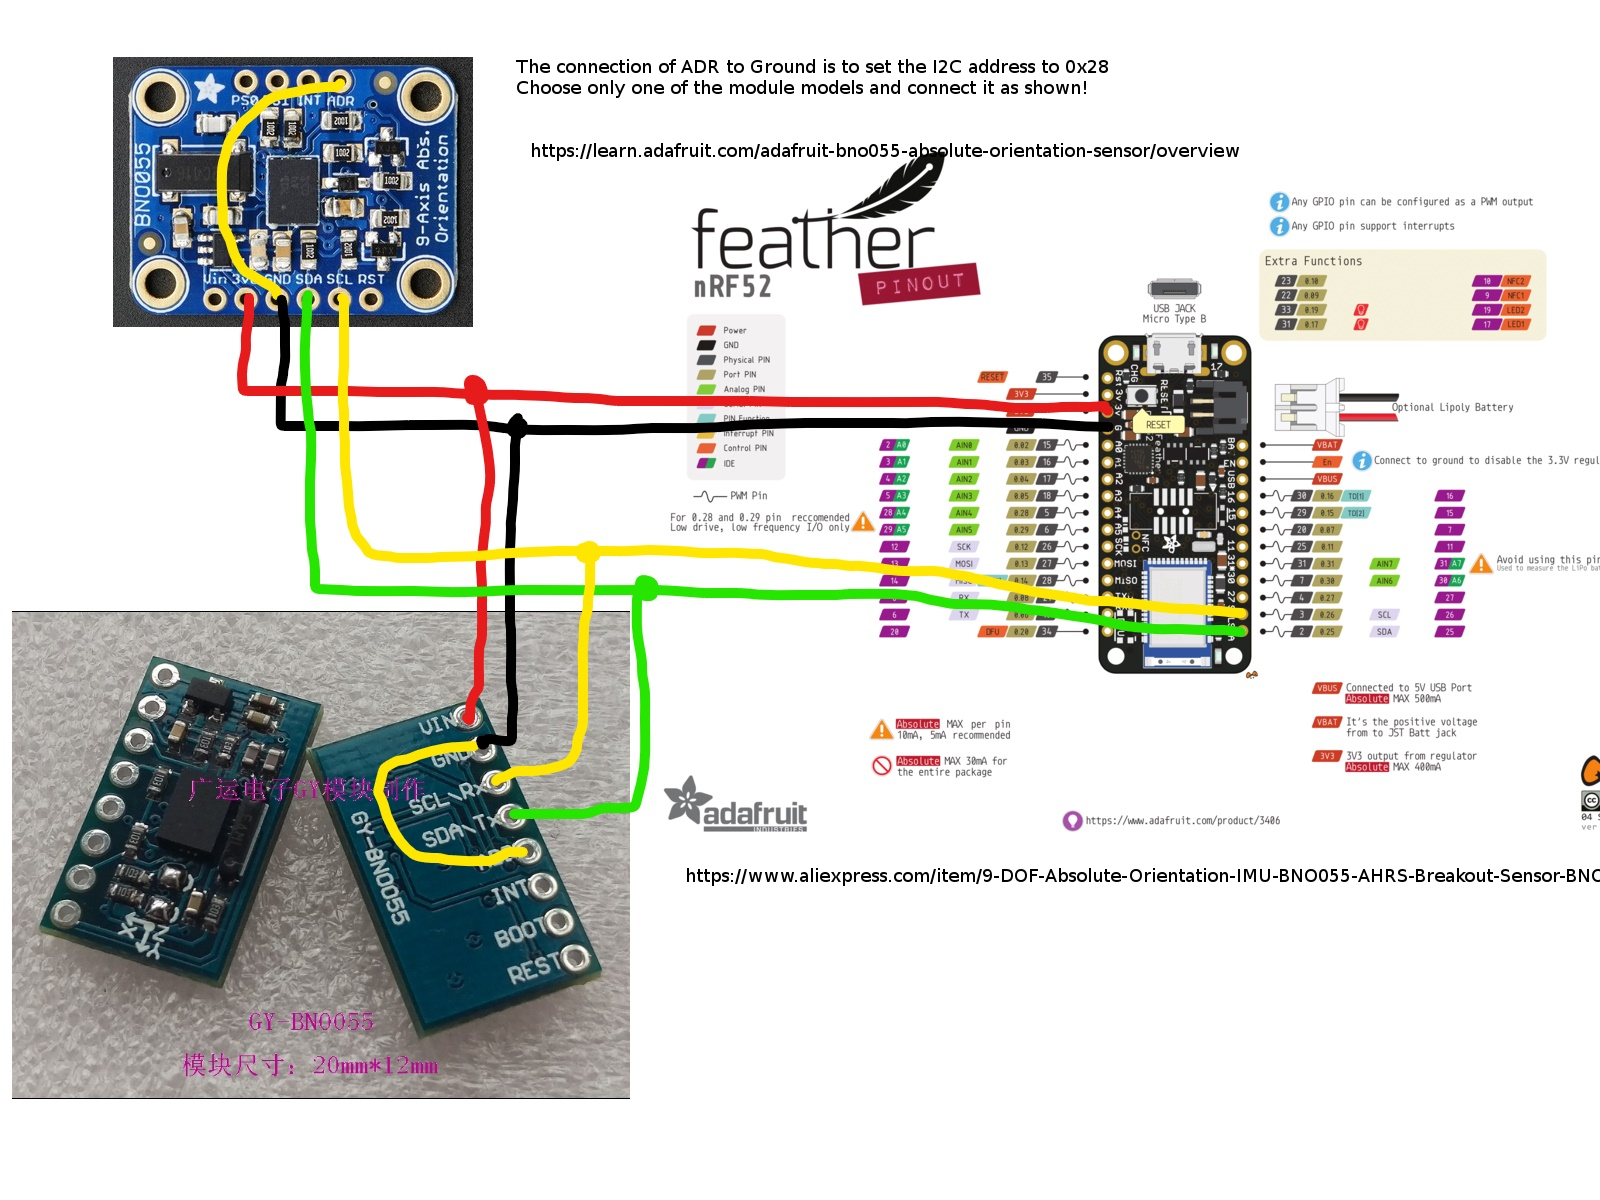 The connection of ADR to Ground is to set the I2C address to 0x28
Choose only one of the module models and connect it as shown!
https://learn.adafruit.com/adafruit-bno055-absolute-orientation-sensor/overview
INT ADR
BNO055
9-Axis Abs.
Orientation
Vin
GND SDA SCL RST
feather
nRF52
PINOUT
Power
GND
Physical PIN
Port PIN
Analog PIN
PIN Function
Interrupt PIN
Control PIN
IDE
PWM Pin
For 0.28 and 0.29 pin reccomended
Low drive, low frequency I/O only
USB JACK
Micro Type B
Any GPIO pin can be configured as a PWM output
Any GPIO pin support interrupts
Extra Functions
23 0.10 10 NFC2
22 0.09 9 NFC1
33 0.19 19 LED2
31 0.17 17 LED1
Optional Lipoly Battery
RESET 35
3V3
GND
2 A0 AIN0 0.02 15
3 A1 AIN1 0.03 16
4 A2 AIN2 0.04 17
5 A3 AIN3 0.05 18
28 A4 AIN4 0.28 5
29 A5 AIN5 0.29 6
12 SCK 0.12 26
13 MOSI 27
14 0.14 28
RX
6 TX
20 DFU 0.20 34
RESET
VBAT
En Connect to ground to disable the 3.3V regul
VBUS
30 0.16 TD[1] 16
29 0.15 TD[2] 15
20 0.07 7
25 0.11 11
31 0.31 AIN7 31 A7
7 0.30 AIN6 30 A6
4 0.27 27
3 0.26 SCL 26
2 0.25 SDA 25
Avoid using this pin
Used to measure the LiPo bat
VBUS Connected to 5V USB Port
Absolute MAX 500mA
VBAT It's the positive voltage
from to JST Batt jack
3V3 3V3 output from regulator
Absolute MAX 400mA
Absolute MAX per pin
10mA, 5mA recommended
Absolute MAX 30mA for
the entire package
adafruit
INDUSTRIES
https://www.adafruit.com/product/3406
https://www.aliexpress.com/item/9-DOF-Absolute-Orientation-IMU-BNO055-AHRS-Breakout-Sensor-BNO
VIN
GND
SCL\RX
SDA\TX
INT
BOOT
REST
GY-BNO055
广运电子GY模块制作
GY-BNO055
模块尺寸：20mm*12mm